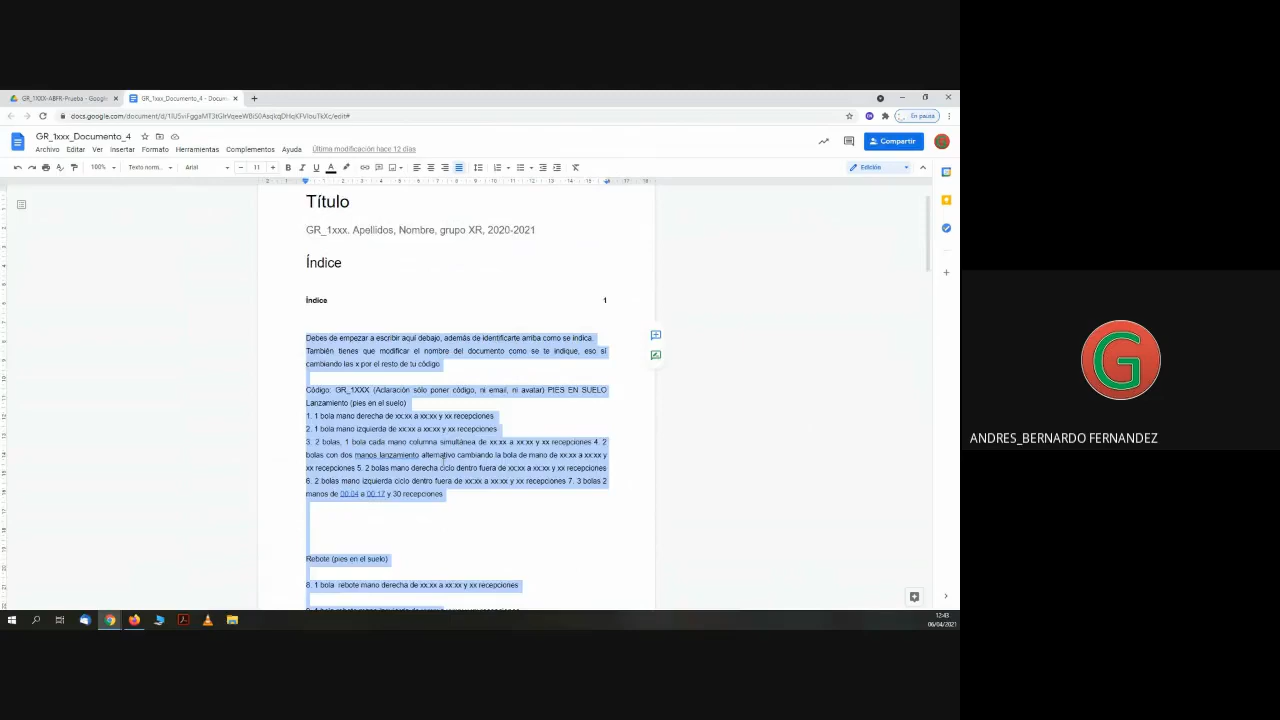 GR_1XXX-ABFR-Prueba - Google
GR_1xxx_Documento_4 - Docum
En pausa
GR_1xxx_Documento_4
Archivo Editar Ver Insertar Formato Herramientas Complementos Ayuda Última modificación hace 12 días
Compartir
100% Texto norm... Arial 11 Edición
Título
GR_1xxx. Apellidos, Nombre, grupo XR, 2020-2021
Índice
Índice 1
Debes de empezar a escribir aquí debajo, además de identificarte arriba como se indica.
También tienes que modificar el nombre del documento como se te indique, eso sí
cambiando las x por el resto de tu código
Código: GR_1XXX (Aclaración sólo poner código, ni email, ni avatar) PIES EN SUELO
Lanzamiento (pies en el suelo)
1. 1 bola mano derecha de xx:xx a xx:xx y xx recepciones
2. 1 bola mano izquierda de xx:xx a xx:xx y xx recepciones
3. 2 bolas, 1 bola cada mano columna simultánea de xx:xx a xx:xx y xx recepciones 4. 2
bolas con dos manos lanzamiento alternativo cambiando la bola de mano de xx:xx a xx:xx y
xx recepciones 5. 2 bolas mano derecha ciclo dentro fuera de xx:xx a xx:xx y xx recepciones
6. 2 bolas mano izquierda ciclo dentro fuera de xx:xx a xx:xx y xx recepciones 7. 3 bolas 2
manos de 00:04 a 00:17 y 30 recepciones
Rebote (pies en el suelo)
8. 1 bola rebote mano derecha de xx:xx a xx:xx y xx recepciones
12:43
06/04/2021
G
ANDRES_BERNARDO FERNANDEZ